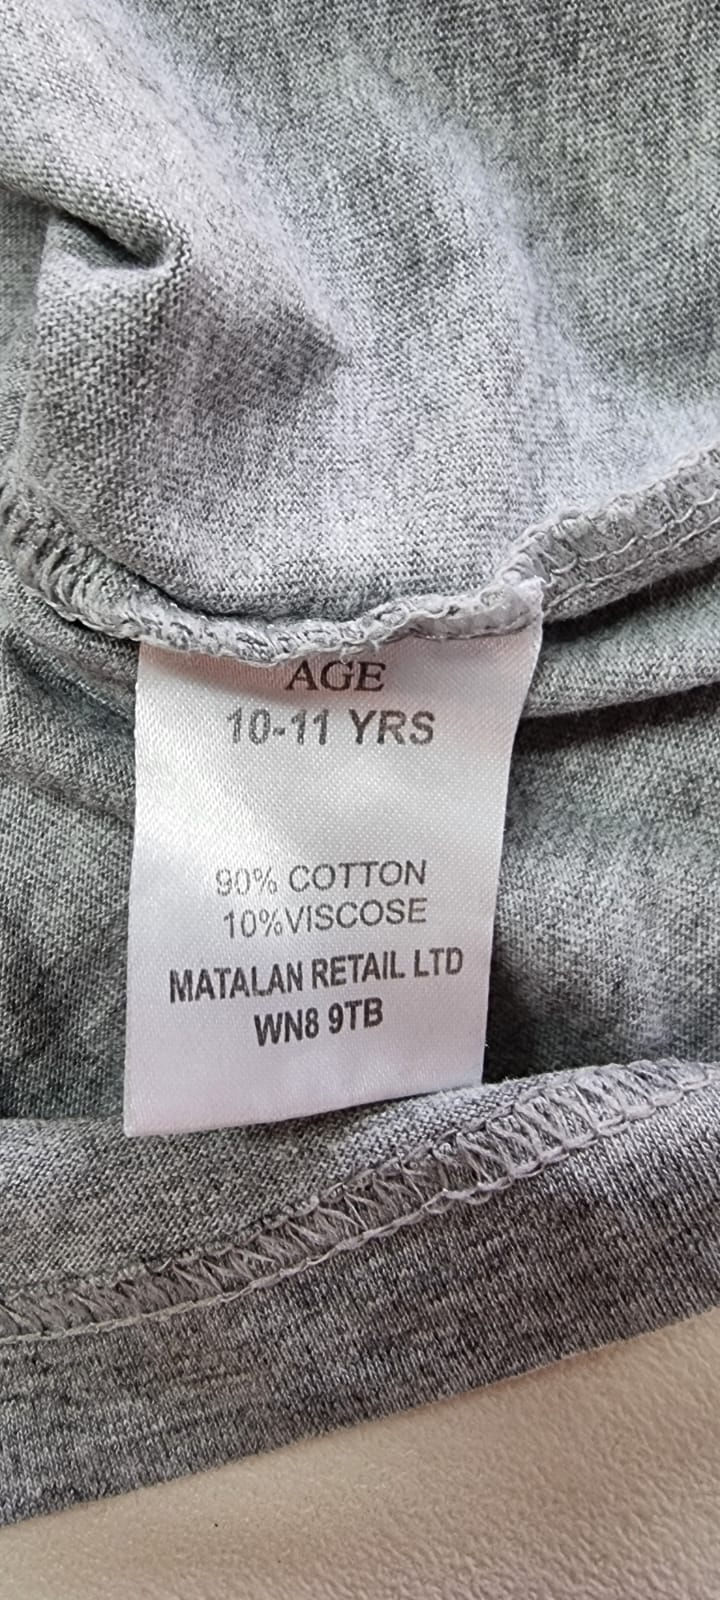 AGE
10-11 YRS
90% COTTON
10%VISCOSE
MATALAN RETAIL LTD
WN8 9TB